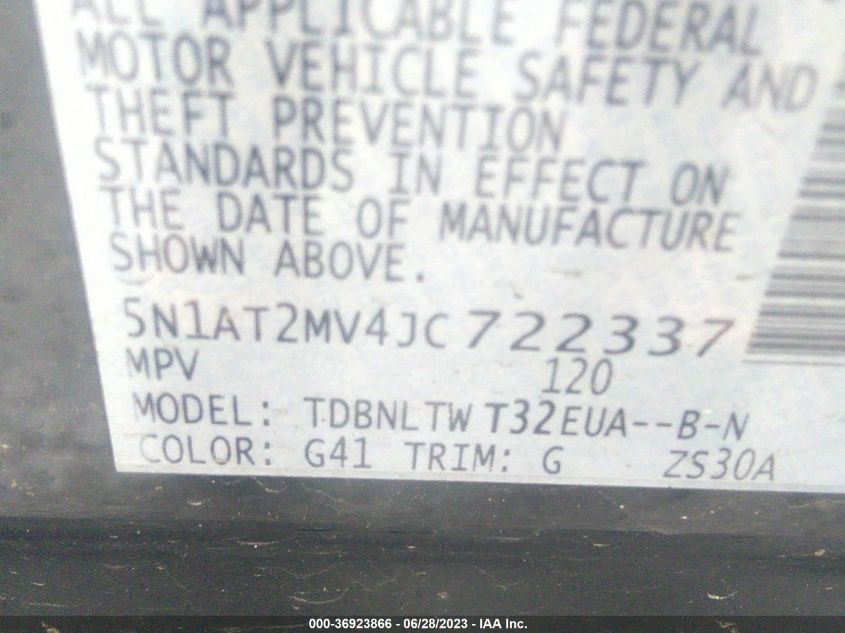 ALL APPLICABLE FEDERAL
MOTOR VEHICLE SAFETY AND
THEFT PREVENTION
STANDARDS IN EFFECT ON
THE DATE OF MANUFACTURE
SHOWN ABOVE.
5N1AT2MV4JC722337
MPV 120
MODEL: TDBNLTW T32EUA--B-N
COLOR: G41 TRIM: G ZS30A
000-36923866 - 06/28/2023 - IAA Inc.